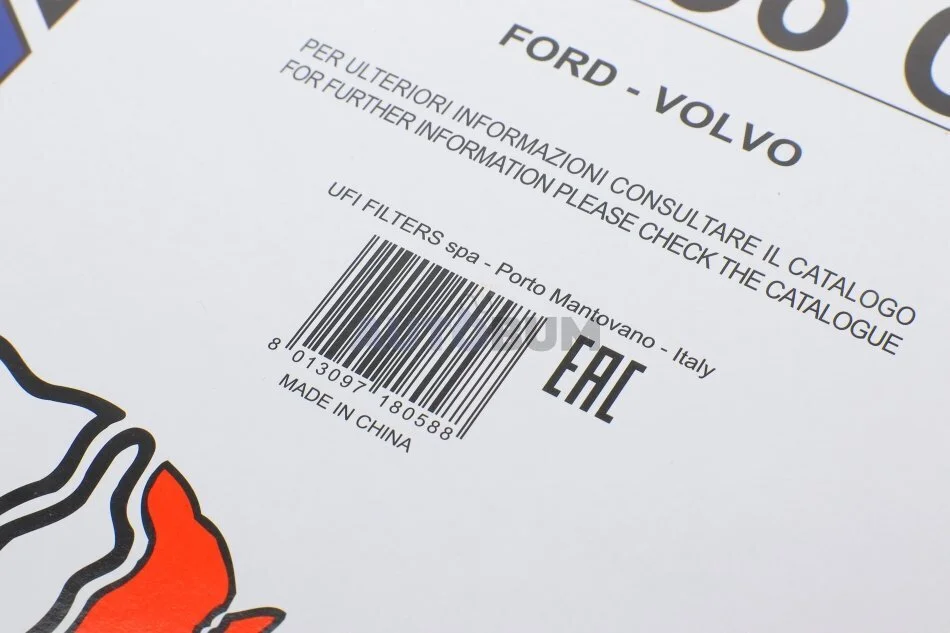 FORD - VOLVO
PER ULTERIORI INFORMAZIONI CONSULTARE IL CATALOGO
FOR FURTHER INFORMATION PLEASE CHECK THE CATALOGUE
UFI FILTERS spa - Porto Mantovano - Italy
8 013097 180588
EAC
MADE IN CHINA